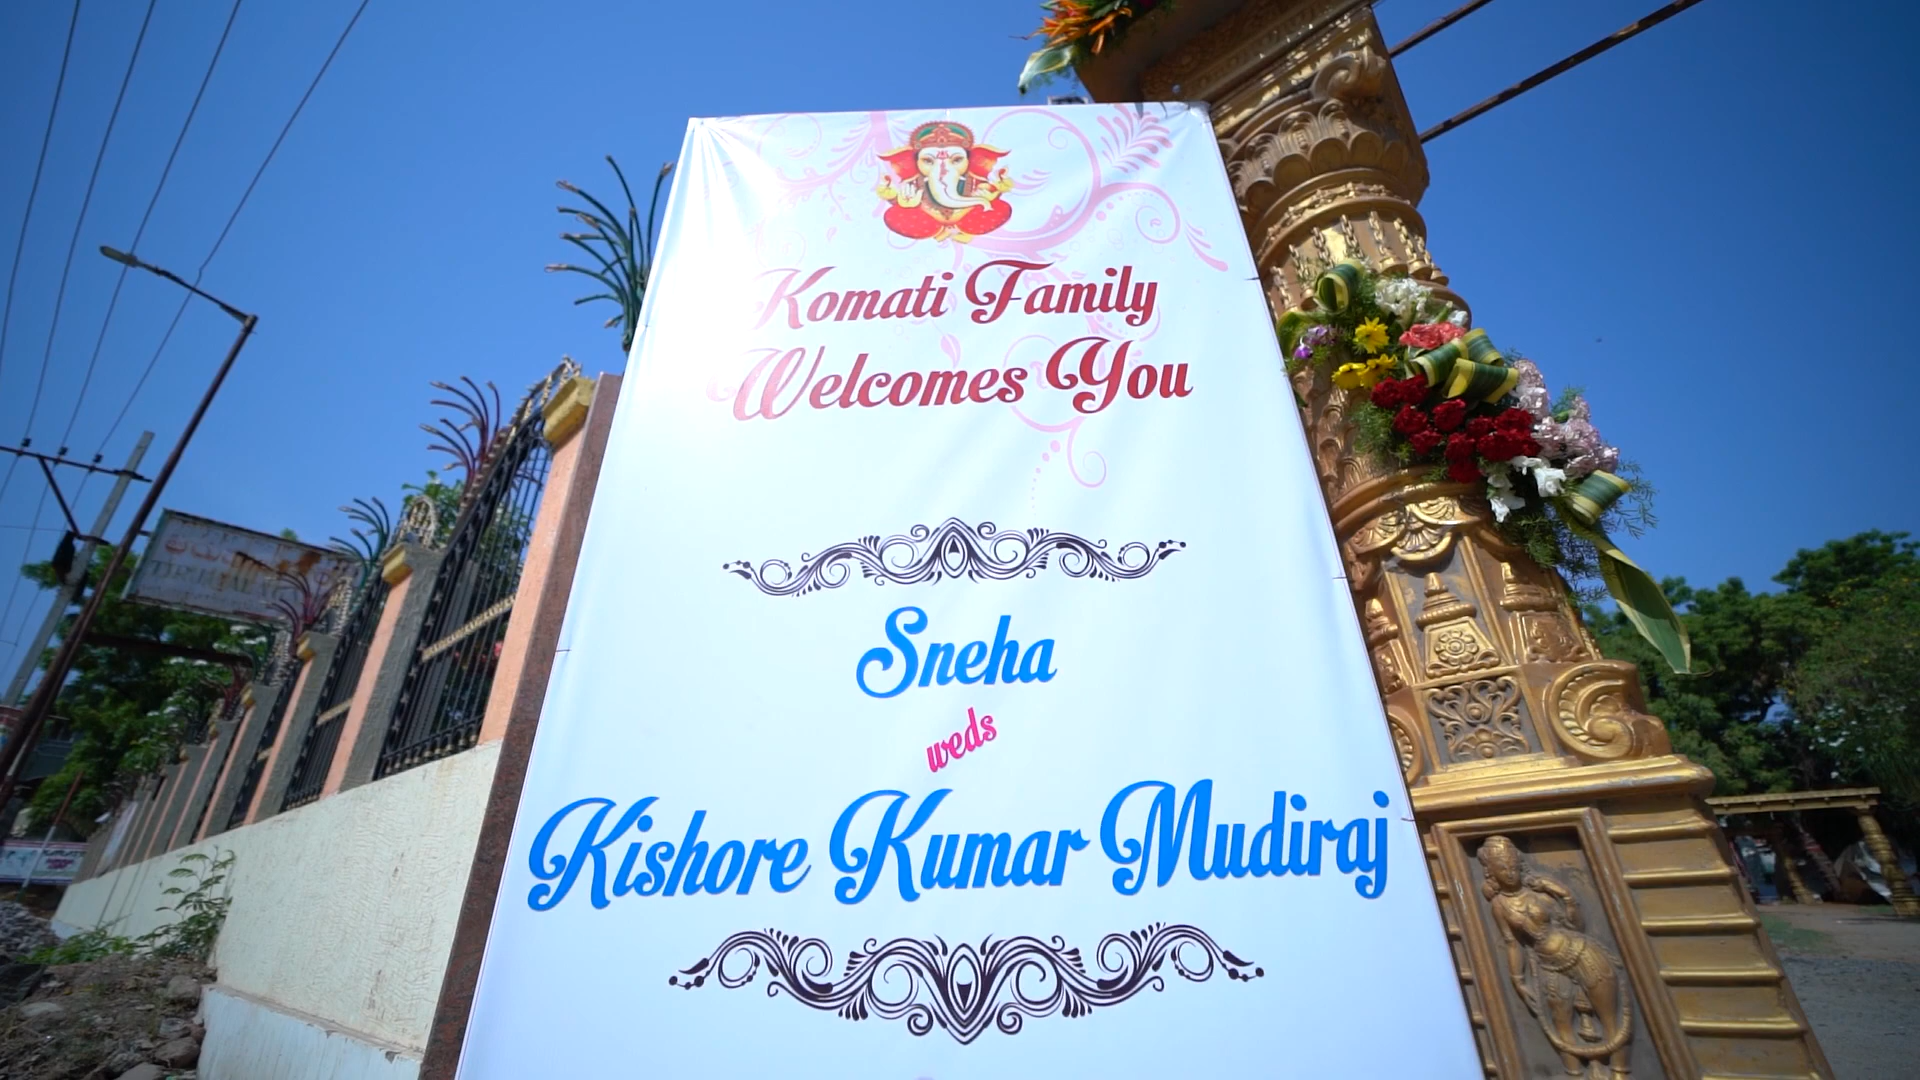 Komati Family
Welcomes You
Sneha
weds
Kishore Kumar Mudiraj